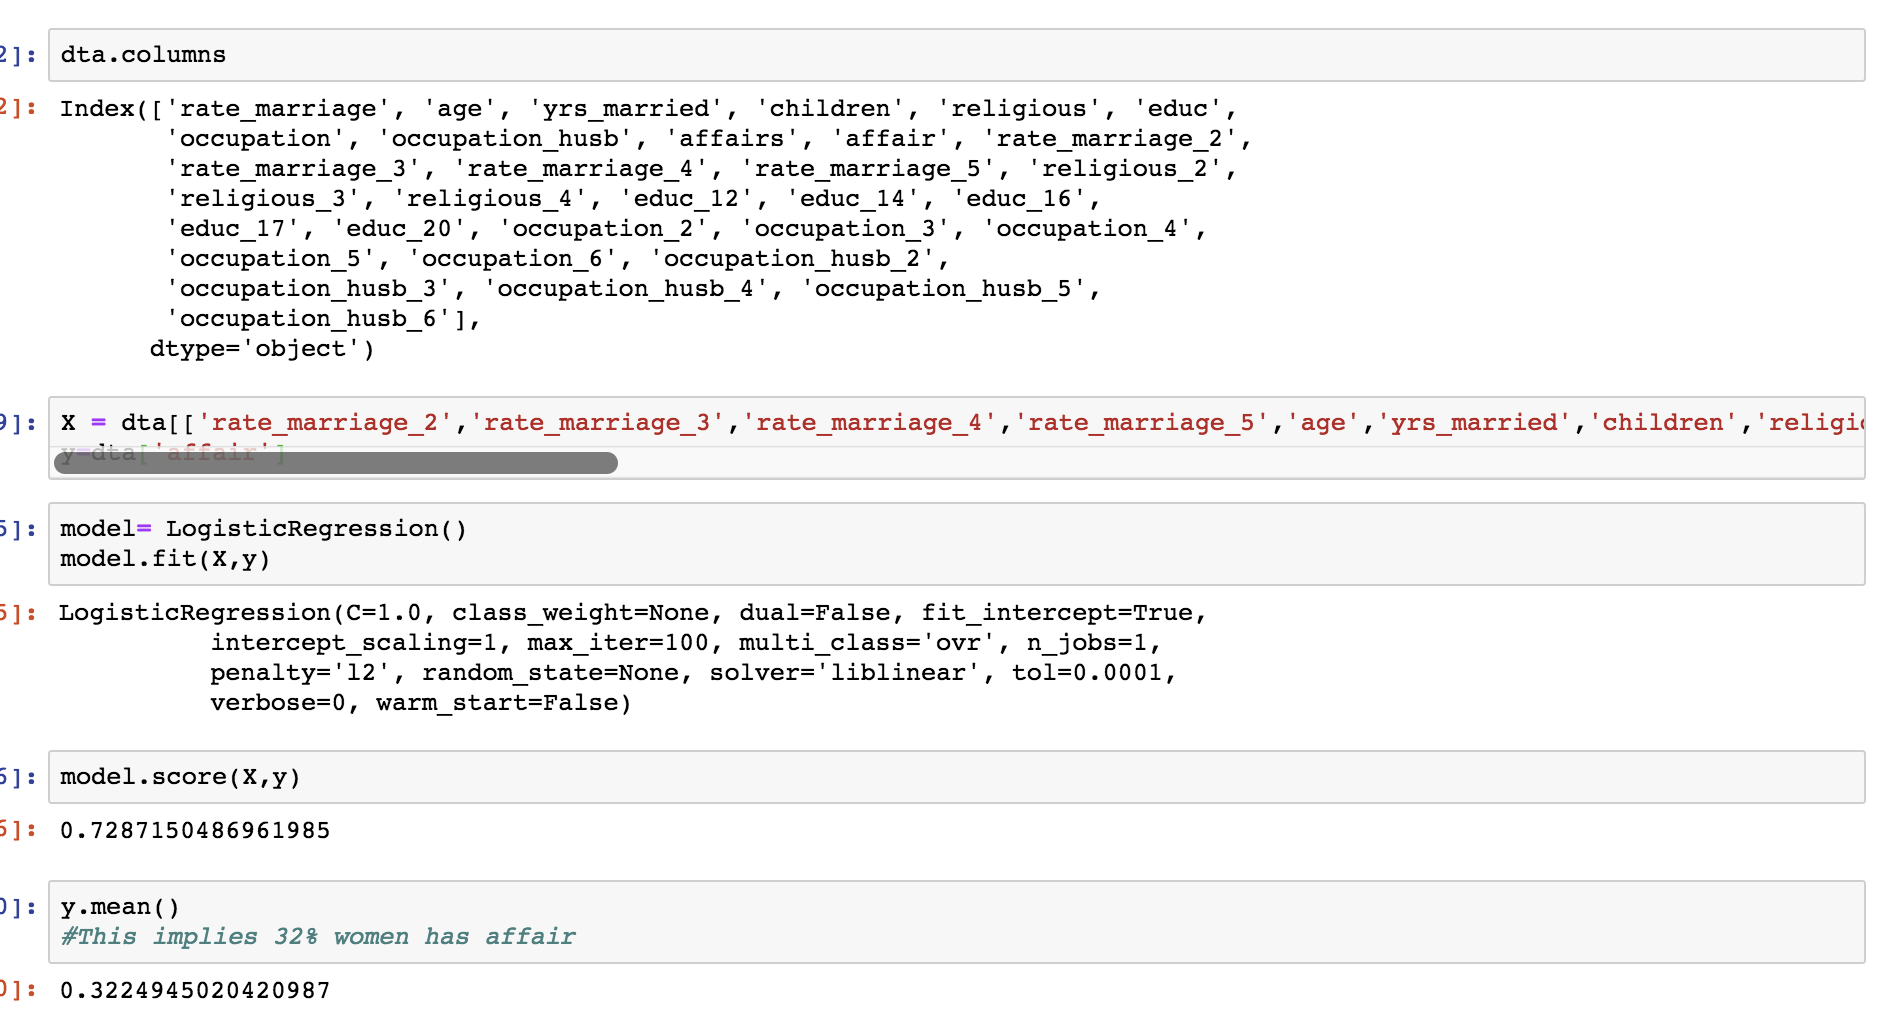 2]: dta.columns
2]: Index(['rate_marriage', 'age', 'yrs_married', 'children', 'religious', 'educ',
'occupation', 'occupation_husb', 'affairs', 'affair', 'rate_marriage_2',
'rate_marriage_3', 'rate_marriage_4', 'rate_marriage_5', 'religious_2',
'religious_3', 'religious_4', 'educ_12', 'educ_14', 'educ_16',
'educ_17', 'educ_20', 'occupation_2', 'occupation_3', 'occupation_4',
'occupation_5', 'occupation_6', 'occupation_husb_2',
'occupation_husb_3', 'occupation_husb_4', 'occupation_husb_5',
'occupation_husb_6'],
dtype='object')
9]: X = dta[['rate_marriage_2','rate_marriage_3','rate_marriage_4','rate_marriage_5','age','yrs_married','children','religio
y=dta['affair']
5]: model= LogisticRegression()
model.fit(X,y)
5]: LogisticRegression(C=1.0, class_weight=None, dual=False, fit_intercept=True,
intercept_scaling=1, max_iter=100, multi_class='ovr', n_jobs=1,
penalty='l2', random_state=None, solver='liblinear', tol=0.0001,
verbose=0, warm_start=False)
6]: model.score(X,y)
6]: 0.7287150486961985
0]: y.mean()
#This implies 32% women has affair
0]: 0.3224945020420987